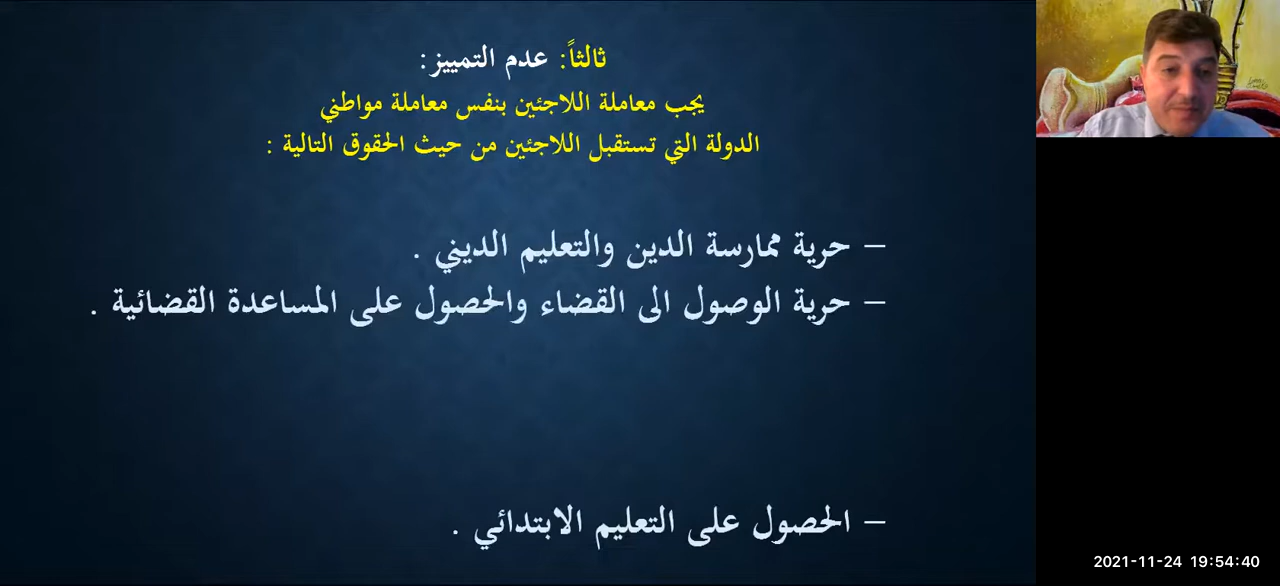 ثالثاً: عدم التمييز:
يجب معاملة اللاجئين بنفس معاملة مواطني
الدولة التي تستقبل اللاجئين من حيث الحقوق التالية :
– حرية ممارسة الدين والتعليم الديني .
– حرية الوصول الى القضاء والحصول على المساعدة القضائية .
– الحصول على التعليم الابتدائي .
2021-11-24 19:54:40